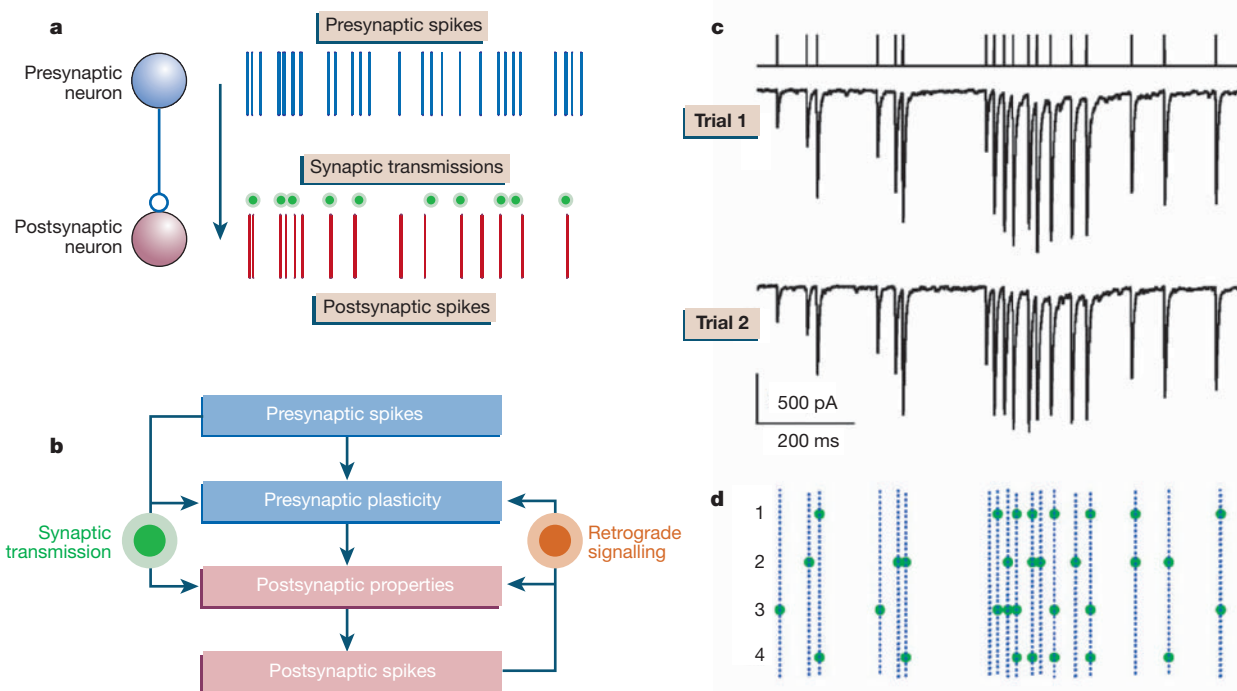 a
Presynaptic spikes
Presynaptic
neuron
Synaptic transmissions
Postsynaptic
neuron
Postsynaptic spikes
b
Presynaptic spikes
Presynaptic plasticity
Synaptic
transmission
Retrograde
signalling
Postsynaptic properties
Postsynaptic spikes
c
Trial 1
Trial 2
500 pA
200 ms
d
1
2
3
4